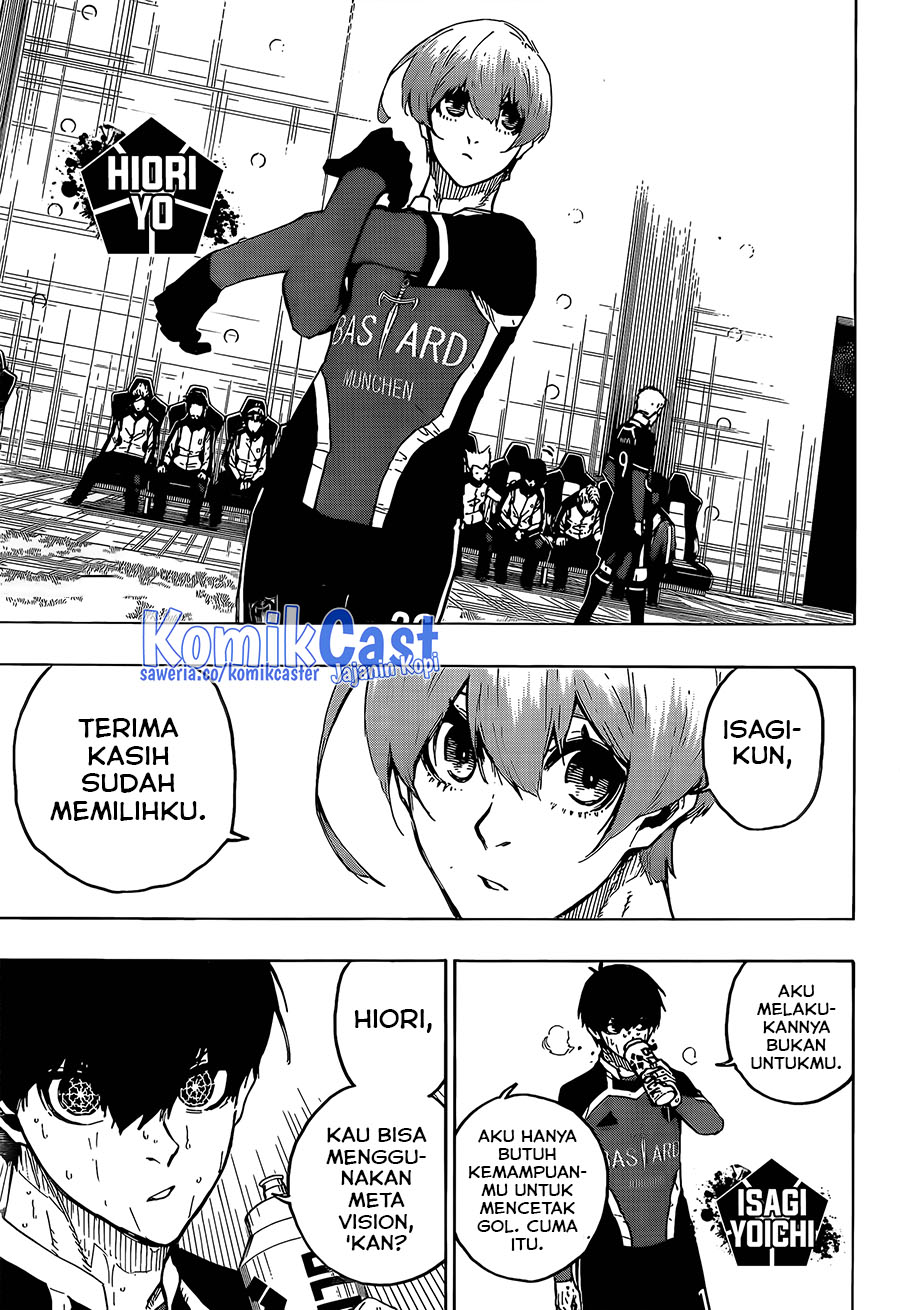 HIORI
YO
BASTARD
MUNCHEN
9
KomikCast
saweria.co/komikcaster Jajanin Kopi
ISAGI-
KUN,
TERIMA
KASIH
SUDAH
MEMILIHKU.
AKU
MELAKU-
KANNYA
BUKAN
UNTUKMU.
AKU HANYA
BUTUH
KEMAMPUAN-
MU UNTUK
MENCETAK
GOL. CUMA
ITU.
BASTARD
ISAGI
YOICHI
HIORI,
KAU BISA
MENGGU-
NAKAN
META
VISION,
'KAN?